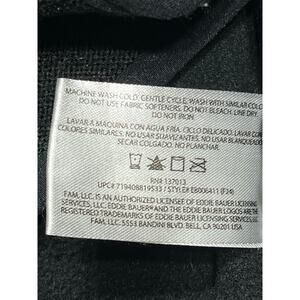 MACHINE WASH COLD, GENTLE CYCLE, WASH WITH SIMILAR COLO
DO NOT USE FABRIC SOFTENERS. DO NOT BLEACH. LINE DRY.
DO NOT IRON
LAVAR A MAQUINA CON AGUA FRIA, CICLO DELICADO, LAVAR CON
COLORES SIMILARES. NO USAR SUAVIZANTES. NO USAR BLANQUEADO
SECAR COLGADO. NO PLANCHAR
RN# 137013
UPC# 719408819533 / STYLE# EB006411 (F24)
FAM, LLC. IS AN AUTHORIZED LICENSEE OF EDDIE BAUER LICENSING
SERVICES LLC. EDDIE BAUER® AND THE EDDIE BAUER LOGOS ARE THE
REGISTERED TRADEMARKS OF EDDIE BAUER LICENSING SERVICES LLC.
FAM, LLC. 5553 BANDINI BLVD. BELL, CA 90201 USA